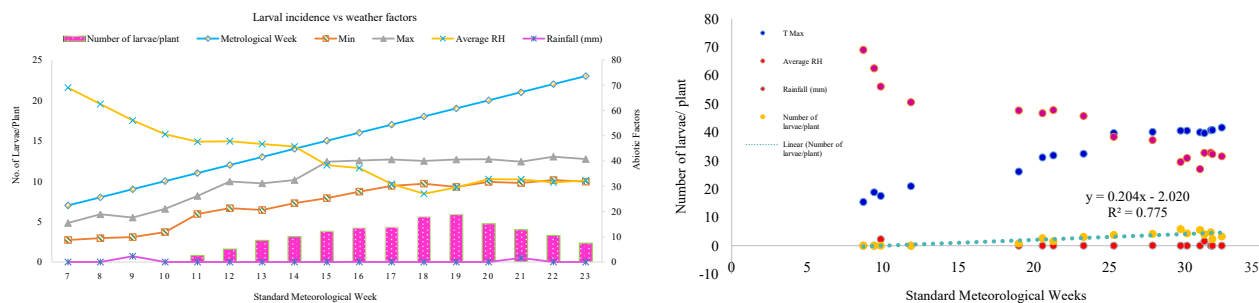 Larval incidence vs weather factors
Number of larvae/plant Metrological Week Min Max Average RH Rainfall (mm)
25
20
15
10
5
0
No. of Larvae/Plant
80
70
60
50
40
30
20
10
0
Abiotic Factors
7 8 9 10 11 12 13 14 15 16 17 18 19 20 21 22 23
Standard Meteorological Week
80
70
60
50
40
30
20
10
0
-10
Number of larvae/ plant
T Max
Average RH
Rainfall (mm)
Number of
larvae/plant
Linear (Number of
larvae/plant)
y = 0.204x - 2.020
R² = 0.775
0 5 10 15 20 25 30 35
Standard Meteorological Weeks